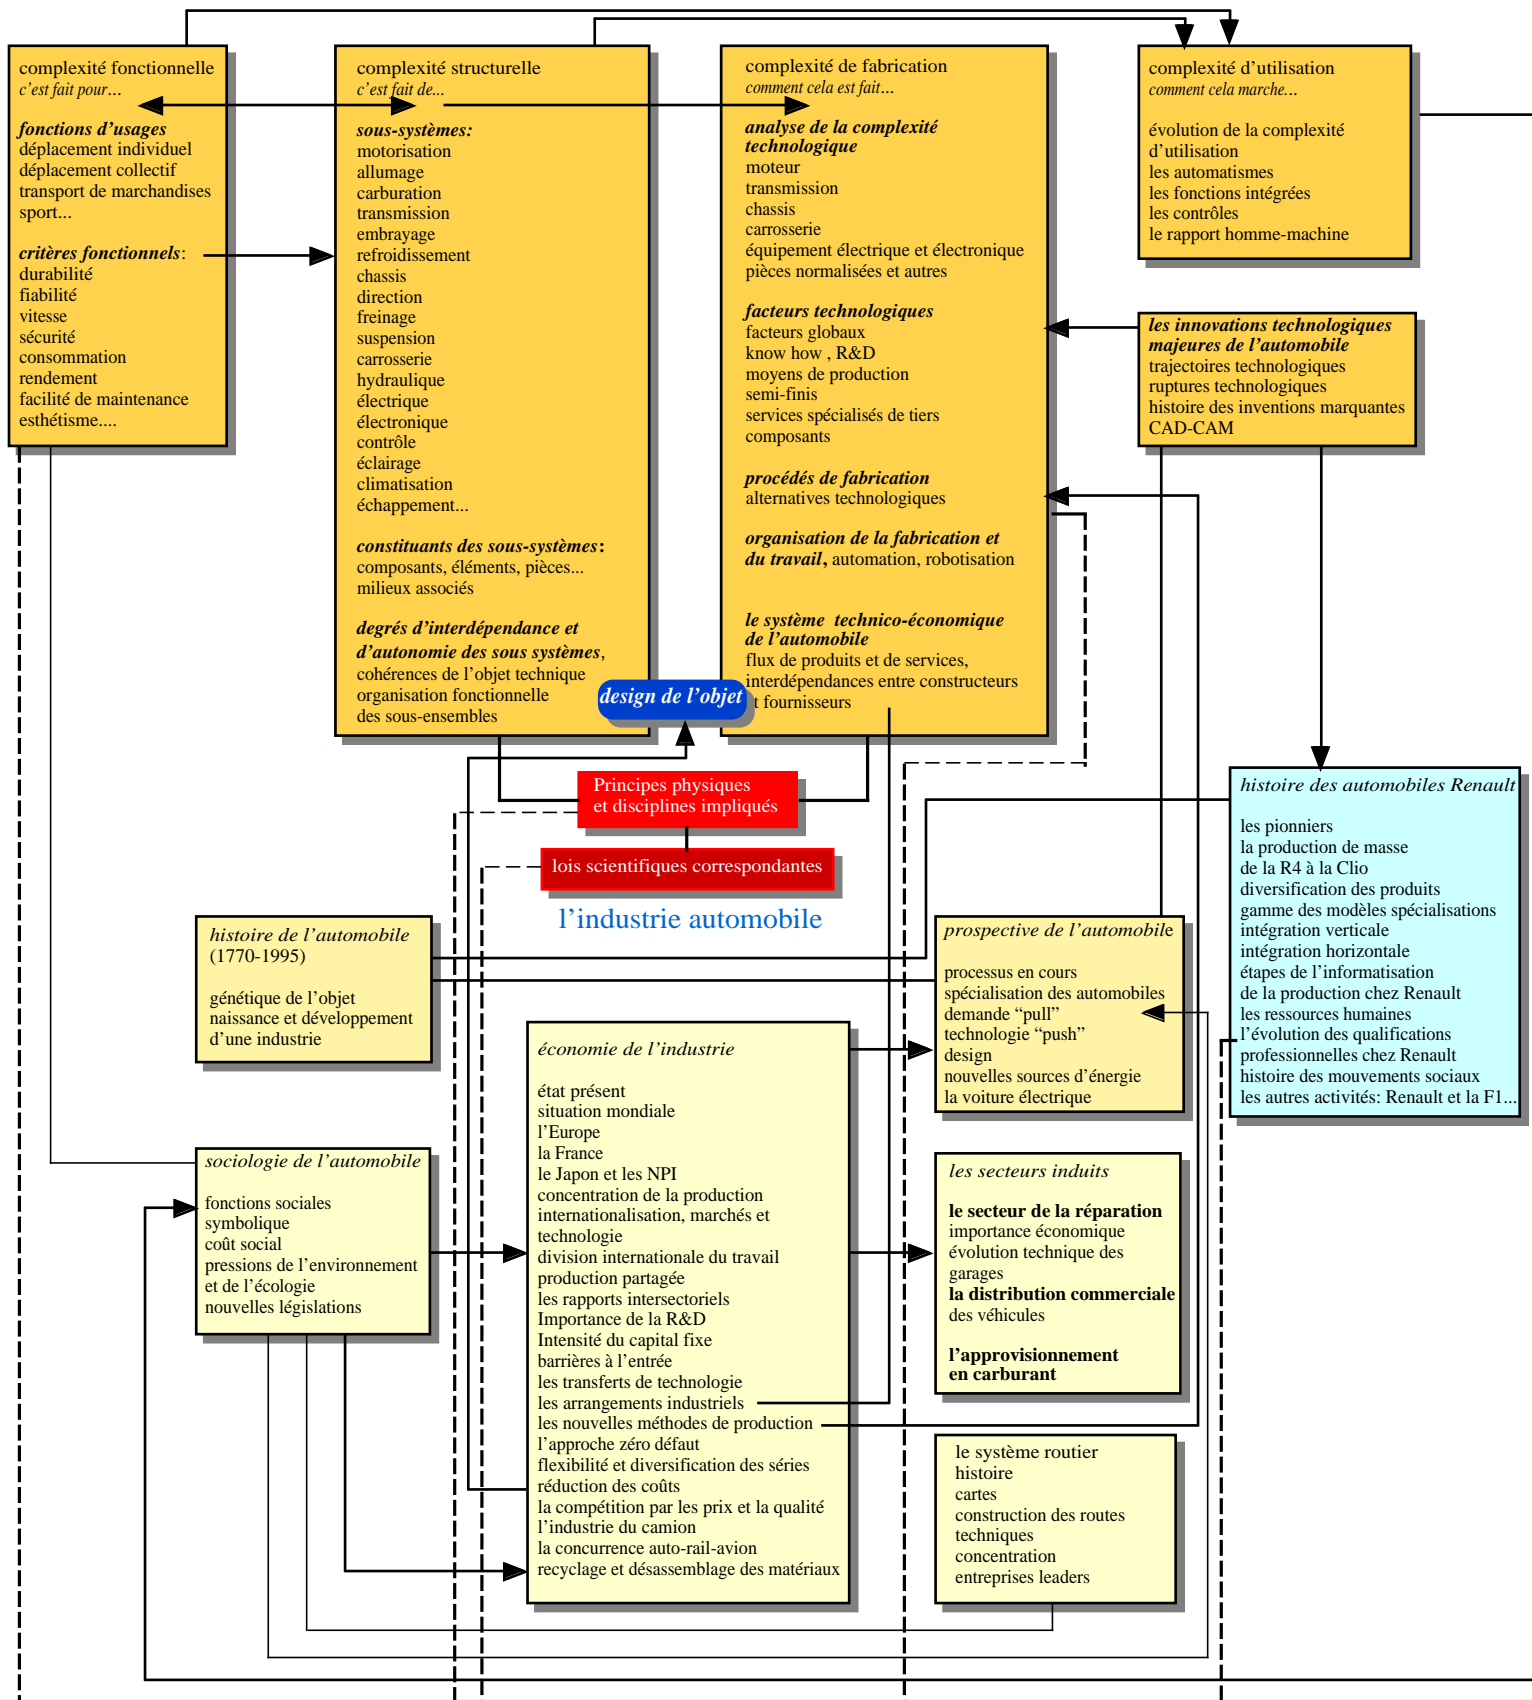 complexité fonctionnelle
c’est fait pour…
fonctions d’usages
déplacement individuel
déplacement collectif
transport de marchandises
sport...
critères fonctionnels:
durabilité
fiabilité
vitesse
sécurité
consommation
rendement
facilité de maintenance
esthétisme....
complexité structurelle
c’est fait de...
sous-systèmes:
motorisation
allumage
carburation
transmission
embrayage
refroidissement
chassis
direction
freinage
suspension
carrosserie
hydraulique
électrique
électronique
contrôle
éclairage
climatisation
échappement...
constituants des sous-systèmes:
composants, éléments, pièces...
milieux associés
degrés d’interdépendance et
d’autonomie des sous systèmes,
cohérences de l’objet technique
organisation fonctionnelle
des sous-ensembles
complexité de fabrication
comment cela est fait…
analyse de la complexité
technologique
moteur
transmission
chassis
carrosserie
équipement électrique et électronique
pièces normalisées et autres
facteurs technologiques
facteurs globaux
know how , R&D
moyens de production
semi-finis
services spécialisés de tiers
composants
procédés de fabrication
alternatives technologiques
organisation de la fabrication et
du travail, automation, robotisation
le système technico-économique
de l’automobile
flux de produits et de services,
interdépendances entre constructeurs
t fournisseurs
design de l’objet
complexité d’utilisation
comment cela marche...
évolution de la complexité
d’utilisation
les automatismes
les fonctions intégrées
les contrôles
le rapport homme-machine
les innovations technologiques
majeures de l’automobile
trajectoires technologiques
ruptures technologiques
histoire des inventions marquantes
CAD-CAM
Principes physiques
et disciplines impliqués
lois scientifiques correspondantes
l’industrie automobile
histoire des automobiles Renault
les pionniers
la production de masse
de la R4 à la Clio
diversification des produits
gamme des modèles spécialisations
intégration verticale
intégration horizontale
étapes de l’informatisation
de la production chez Renault
les ressources humaines
l’évolution des qualifications
professionnelles chez Renault
histoire des mouvements sociaux
les autres activités: Renault et la F1...
histoire de l’automobile
(1770-1995)
génétique de l’objet
naissance et développement
d’une industrie
prospective de l’automobile
processus en cours
spécialisation des automobiles
demande “pull”
technologie “push”
design
nouvelles sources d’énergie
la voiture électrique
économie de l’industrie
état présent
situation mondiale
l’Europe
la France
le Japon et les NPI
concentration de la production
internationalisation, marchés et
technologie
division internationale du travail
production partagée
les rapports intersectoriels
Importance de la R&D
Intensité du capital fixe
barrières à l’entrée
les transferts de technologie
les arrangements industriels
les nouvelles méthodes de production
l’approche zéro défaut
flexibilité et diversification des séries
réduction des coûts
la compétition par les prix et la qualité
l’industrie du camion
la concurrence auto-rail-avion
recyclage et désassemblage des matériaux
sociologie de l’automobile
fonctions sociales
symbolique
coût social
pressions de l’environnement
et de l’écologie
nouvelles législations
les secteurs induits
le secteur de la réparation
importance économique
évolution technique des
garages
la distribution commerciale
des véhicules
l’approvisionnement
en carburant
le système routier
histoire
cartes
construction des routes
techniques
concentration
entreprises leaders